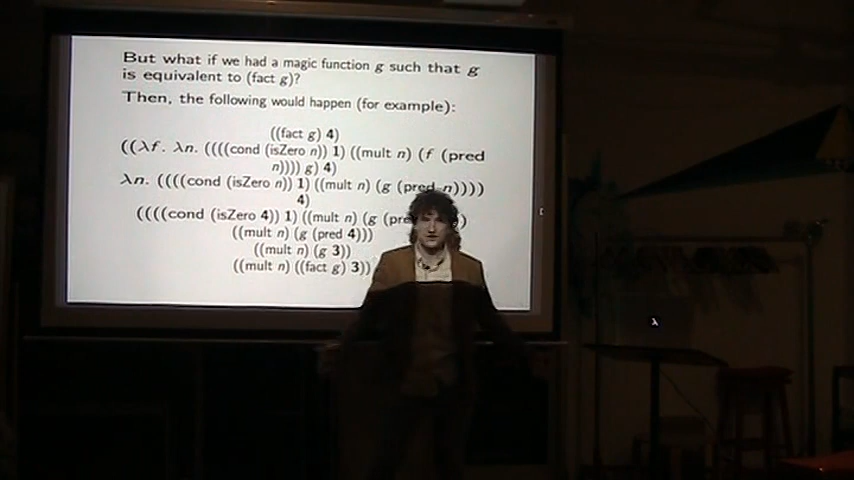 But what if we had a magic function g such that g
is equivalent to (fact g)?
Then, the following would happen (for example):
((fact g) 4)
((λf. λn. ((((cond (isZero n)) 1) ((mult n) (f (pred
n)))) g) 4)
λn. ((((cond (isZero n)) 1) ((mult n) (g (pred n))))
4)
((((cond (isZero 4)) 1) ((mult n) (g
((mult n) (g (pred 4)))
((mult n) (g 3))
((mult n) ((fact g) 3))
λ